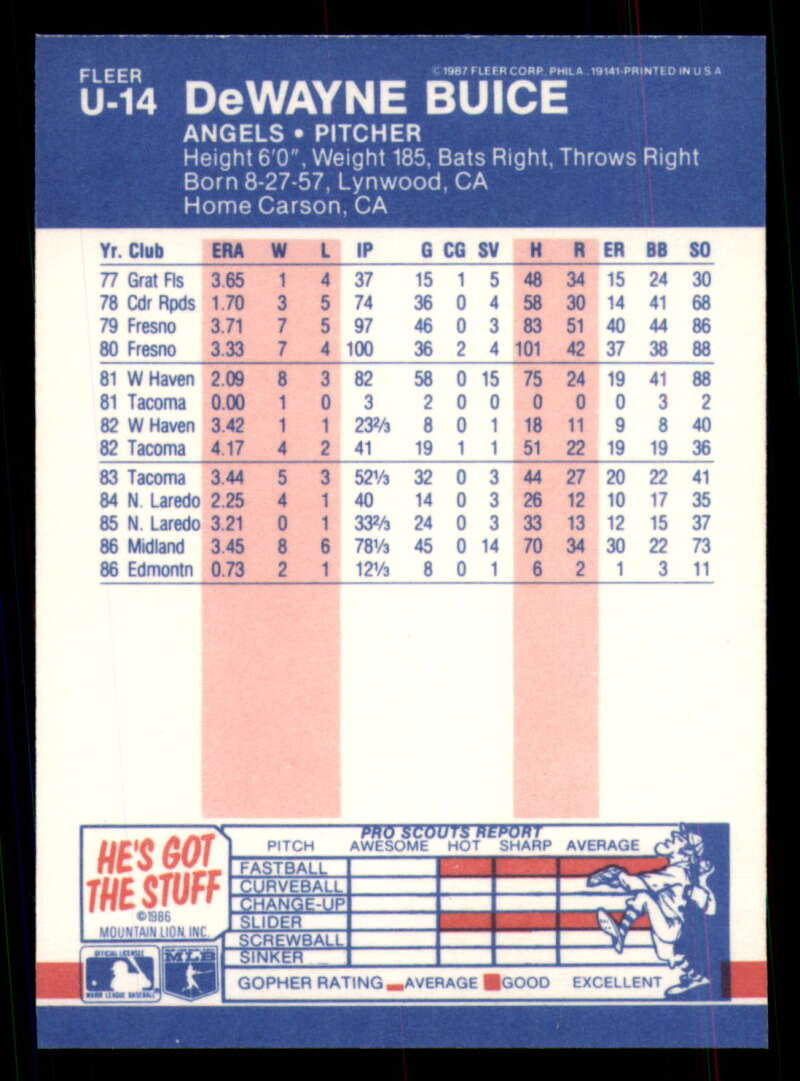 FLEER
© 1987 FLEER CORP., PHILA., 19141-PRINTED IN U S A
U-14 DeWAYNE BUICE
ANGELS • PITCHER
Height 6'0", Weight 185, Bats Right, Throws Right
Born 8-27-57, Lynwood, CA
Home Carson, CA
Yr. Club ERA W L IP G CG SV H R ER BB SO
77 Grat Fls 3.65 1 4 37 15 1 5 48 34 15 24 30
78 Cdr Rpds 1.70 3 5 74 36 0 4 58 30 14 41 68
79 Fresno 3.71 7 5 97 46 0 3 83 51 40 44 86
80 Fresno 3.33 7 4 100 36 2 4 101 42 37 38 88
81 W Haven 2.09 8 3 82 58 0 15 75 24 19 41 88
81 Tacoma 0.00 1 0 3 2 0 0 0 0 0 3 2
82 W Haven 3.42 1 1 23⅔ 8 0 1 18 11 9 8 40
82 Tacoma 4.17 4 2 41 19 1 1 51 22 19 19 36
83 Tacoma 3.44 5 3 52⅓ 32 0 3 44 27 20 22 41
84 N. Laredo 2.25 4 1 40 14 0 3 26 12 10 17 35
85 N. Laredo 3.21 0 1 33⅔ 24 0 3 33 13 12 15 37
86 Midland 3.45 8 6 78⅓ 45 0 14 70 34 30 22 73
86 Edmontn 0.73 2 1 12⅓ 8 0 1 6 2 1 3 11
HE'S GOT
THE STUFF
©1986
MOUNTAIN LION, INC.
OFFICIAL LICENSEE
MAJOR LEAGUE BASEBALL
MLB
PRO SCOUTS REPORT
PITCH AWESOME HOT SHARP AVERAGE
FASTBALL
CURVEBALL
CHANGE-UP
SLIDER
SCREWBALL
SINKER
GOPHER RATING AVERAGE GOOD EXCELLENT